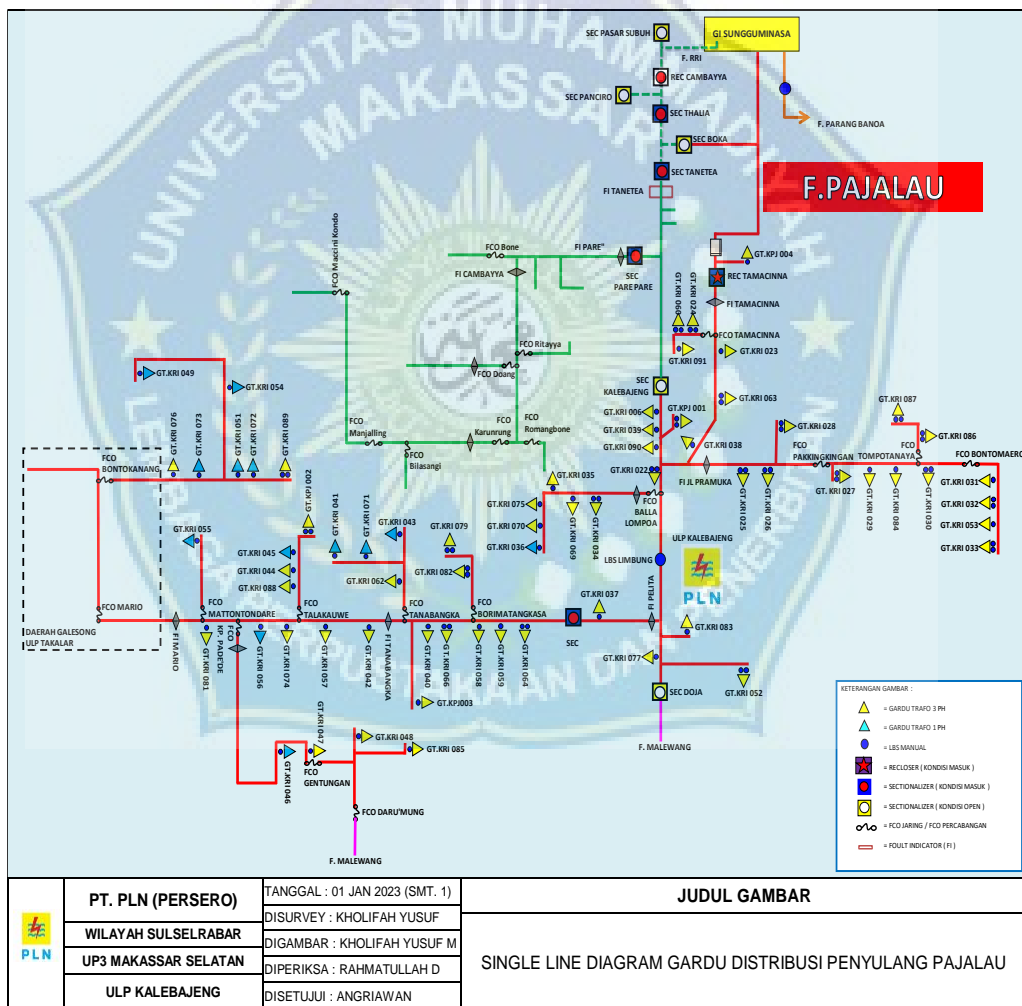 UNIVERSITAS MUHAMMADIYAH
MAKASSAR
SEC PASAR SUBUH
GI SUNGGUMINASA
F. RRI
REC CAMBAYYA
SEC PANCIRO
SEC THALIA
F. PARANG BANOA
SEC BOKA
SEC TANETEA
FI TANETEA
F.PAJALAU
FCO Maccini Kondo
FCO Bone
FI PARE"
FI CAMBAYYA
SEC
PAREPARE
GT.KPJ 004
REC TAMACINNA
GT.KRI 060
GT.KRI 024
FI TAMACINNA
FCO TAMACINNA
FCO Ritayya
GT.KRI 023
GT.KRI 091
FCO Doang
GT.KRI 049
GT.KRI 054
SEC
KALEBAJENG
GT.KRI 063
GT.KRI 006
GT.KPJ 001
GT.KRI 039
GT.KRI 090
GT.KRI 038
GT.KRI 028
GT.KRI 087
GT.KRI 086
GT.KRI 076
GT.KRI 073
GT.KRI 051
GT.KRI 072
GT.KRI 089
FCO
Manjalling
Karunrung
FCO
Romangbone
FCO
Bilasangi
FCO
PAKKINGKINGAN
FCO
TOMPOTANAYA
FCO BONTOMAERO
FCO
BONTOKANANG
GT.KPJ 002
GT.KRI 035
GT.KRI 022
FI JL PRAMUKA
GT. KRI 027
GT.KRI 031
GT.KRI 032
GT.KRI 053
GT.KRI 033
GT.KRI 025
GT.KRI 026
GT.KRI 029
GT.KRI 084
GT.KRI 030
GT.KRI 041
GT.KRI 071
GT.KRI 043
GT.KRI 079
GT.KRI 075
GT.KRI 070
GT.KRI 036
GT.KRI 069
GT.KRI 034
FCO
BALLA
LOMPOA
GT.KRI 055
GT.KRI 045
GT.KRI 044
GT.KRI 088
GT.KRI 062
GT.KRI 082
LBS LIMBUNG
ULP KALEBAJENG
PLN
GT.KRI 037
FI PELITA
GT.KRI 083
FCO MARIO
DAERAH GALESONG
ULP TAKALAR
FI MARIO
FCO
MATTONTONDARE
FCO
KP. PADE'DE
FCO
TALAKAUWE
FCO
TANABANGKA
FI TANABANGKA
FCO
BORIMATANGKASA
SEC
GT.KRI 081
GT.KRI 056
GT.KRI 074
GT.KRI 057
GT.KRI 042
GT.KRI 040
GT.KRI 066
GT.KRI 058
GT.KRI 059
GT.KRI 064
GT.KRI 077
GT.KRI 052
SEC DOJA
GT.KPJ003
F. MALEWANG
GT.KRI 047
GT.KRI 048
GT.KRI 085
GT.KRI 046
FCO
GENTUNGAN
FCO DARU'MUNG
F. MALEWANG
KETERANGAN GAMBAR :
= GARDU TRAFO 3 PH
= GARDU TRAFO 1 PH
= LBS MANUAL
= RECLOSER ( KONDISI MASUK )
= SECTIONALIZER ( KONDISI MASUK )
= SECTIONALIZER ( KONDISI OPEN )
= FCO JARING / FCO PERCABANGAN
= FOULT INDICATOR ( FI )
PLN
PT. PLN (PERSERO)
WILAYAH SULSELRABAR
UP3 MAKASSAR SELATAN
ULP KALEBAJENG
TANGGAL : 01 JAN 2023 (SMT. 1)
DISURVEY : KHOLIFAH YUSUF
DIGAMBAR : KHOLIFAH YUSUF M
DIPERIKSA : RAHMATULLAH D
DISETUJUI : ANGRIAWAN
JUDUL GAMBAR
SINGLE LINE DIAGRAM GARDU DISTRIBUSI PENYULANG PAJALAU